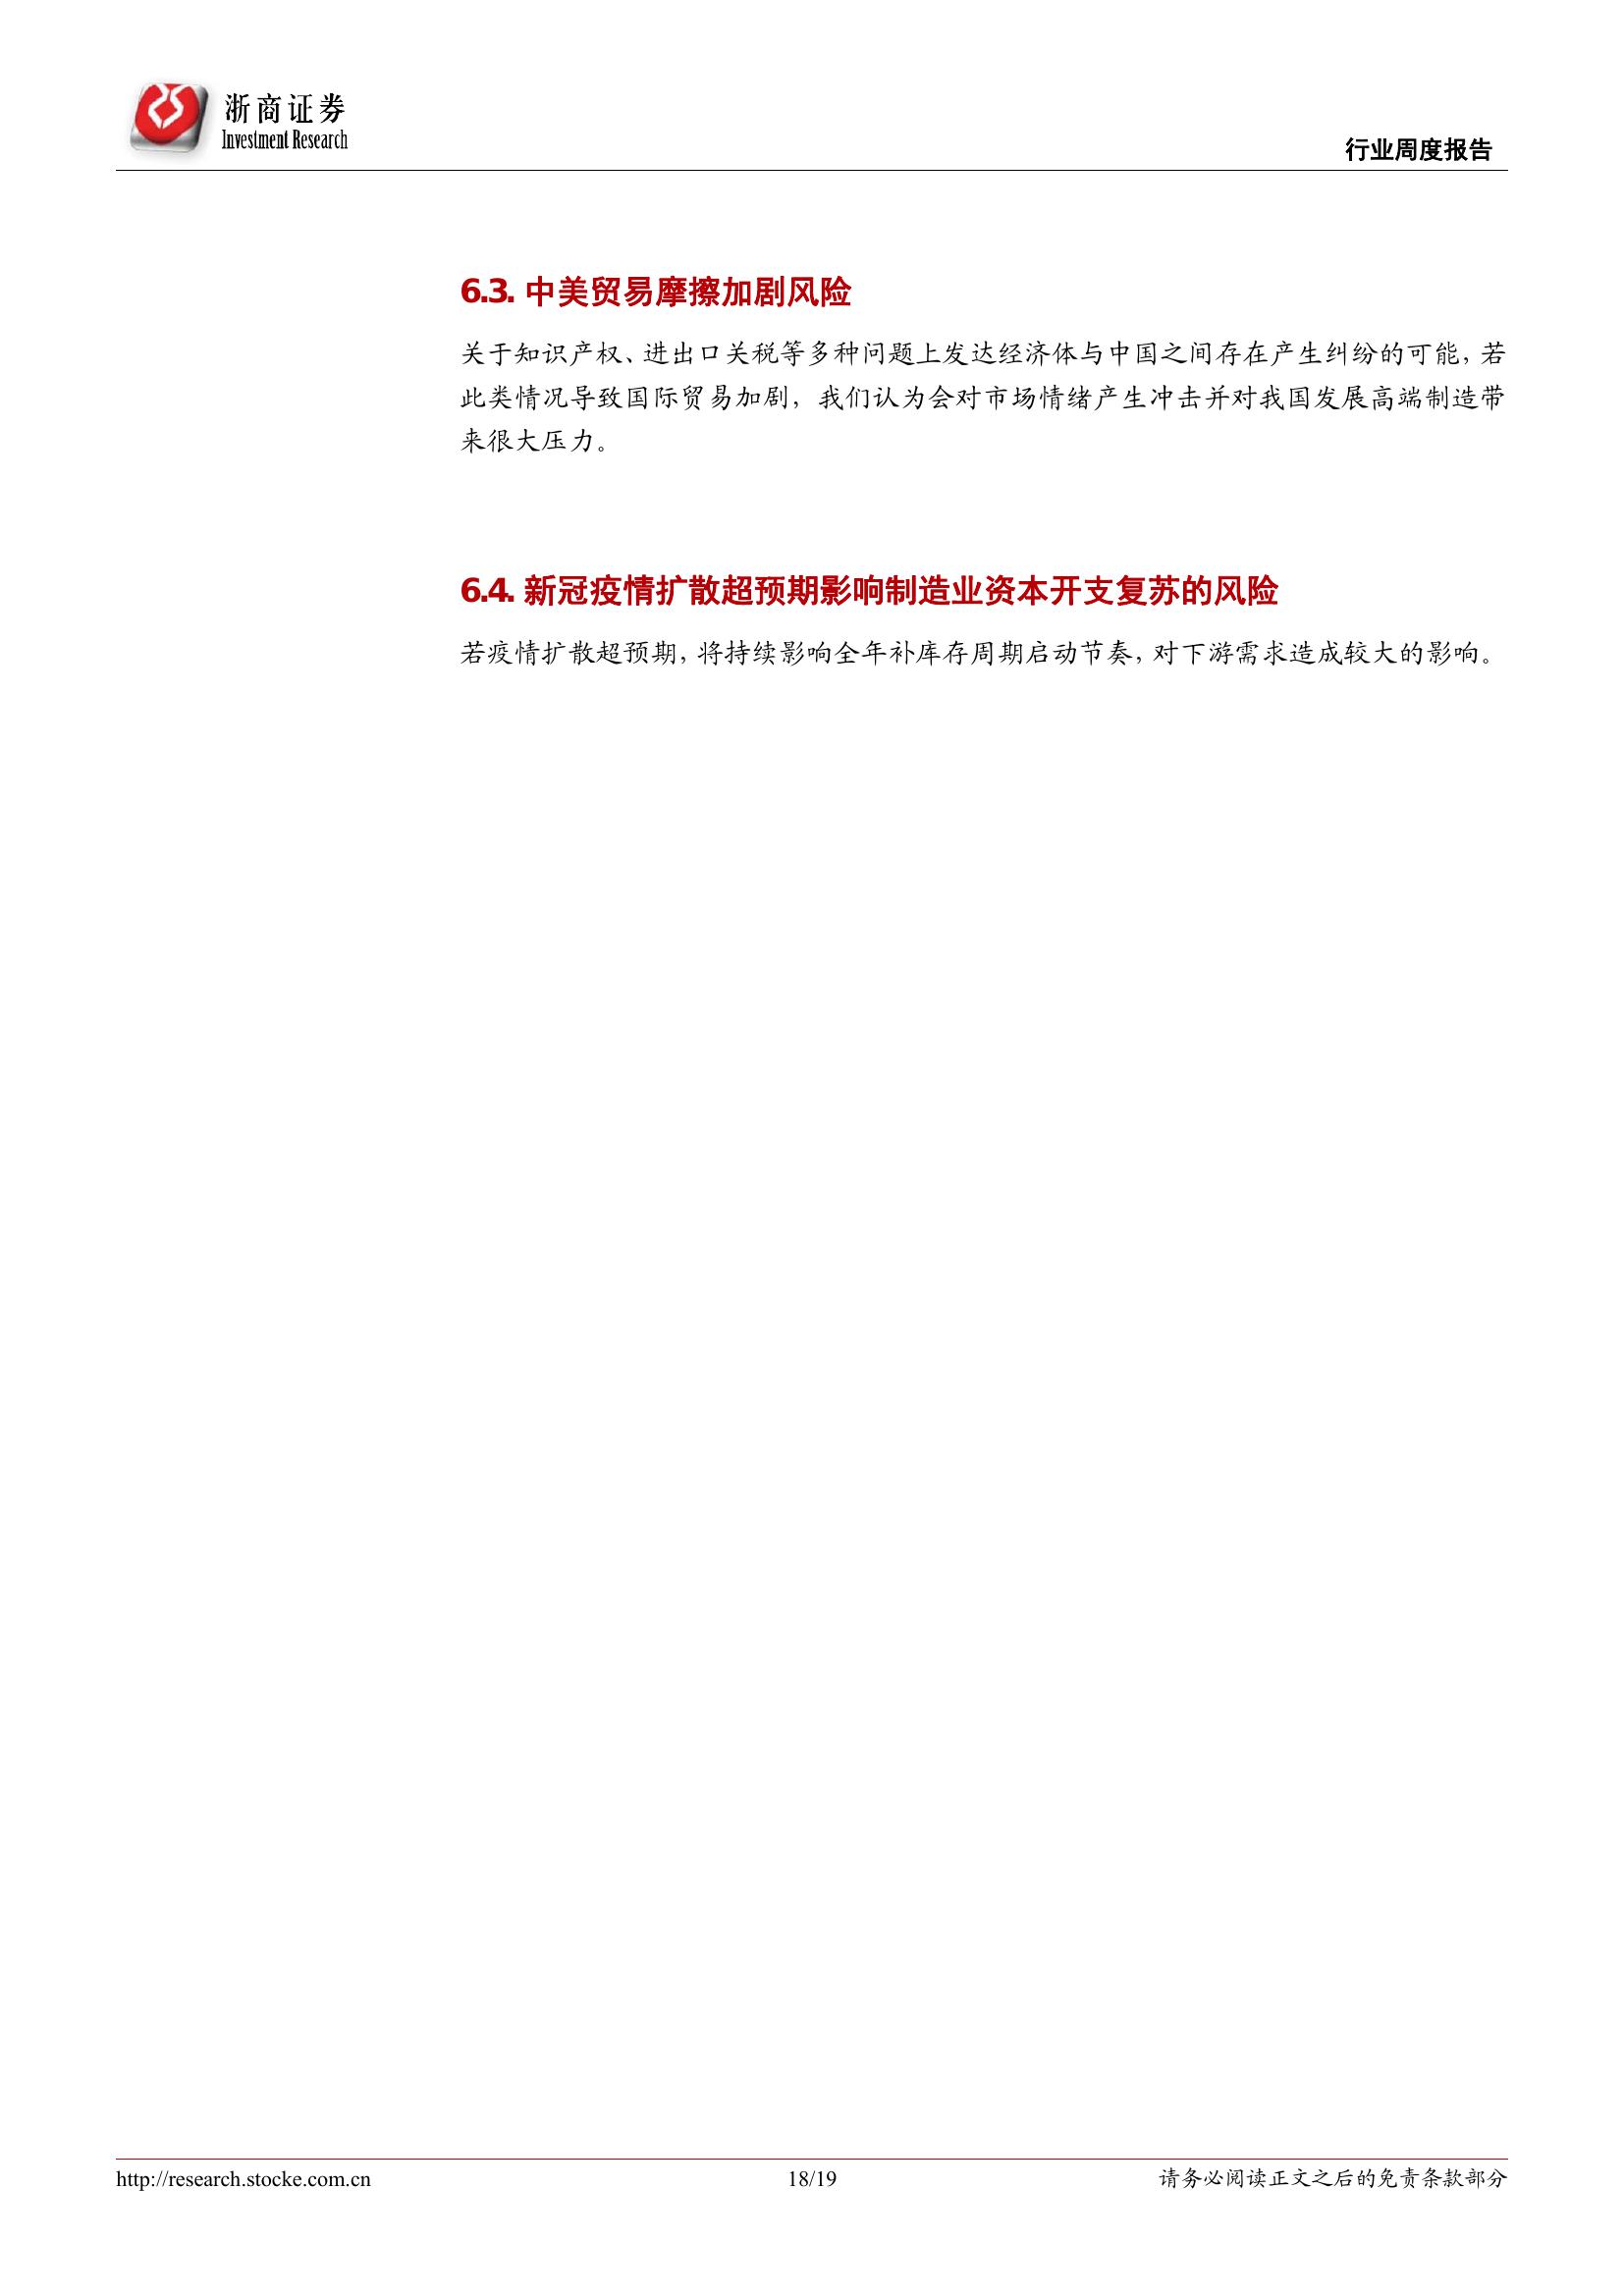 浙商证券
Investment Research
行业周度报告
6.3. 中美贸易摩擦加剧风险
关于知识产权、进出口关税等多种问题上发达经济体与中国之间存在产生纠纷的可能，若
此类情况导致国际贸易加剧，我们认为会对市场情绪产生冲击并对我国发展高端制造带
来很大压力。
6.4. 新冠疫情扩散超预期影响制造业资本开支复苏的风险
若疫情扩散超预期，将持续影响全年补库存周期启动节奏，对下游需求造成较大的影响。
http://research.stocke.com.cn
18/19
请务必阅读正文之后的免责条款部分